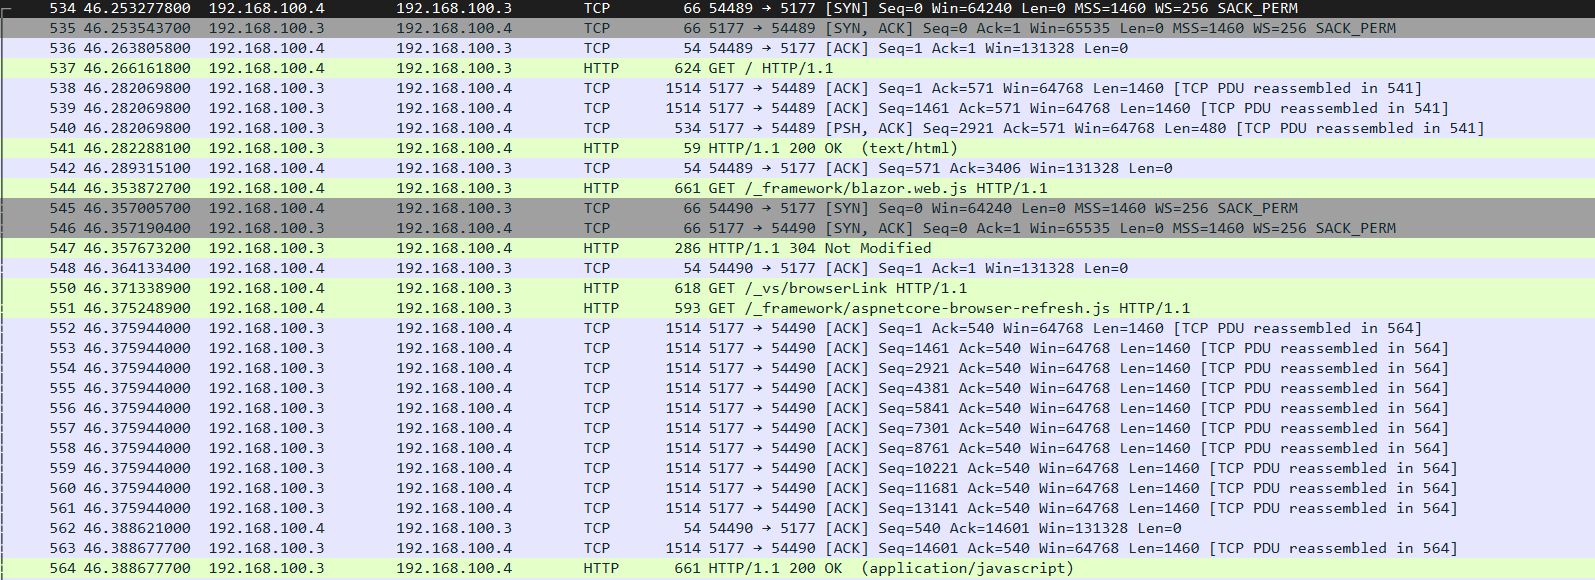 534 46.253277800 192.168.100.4 192.168.100.3 TCP 66 54489 → 5177 [SYN] Seq=0 Win=64240 Len=0 MSS=1460 WS=256 SACK_PERM
535 46.253543700 192.168.100.3 192.168.100.4 TCP 66 5177 → 54489 [SYN, ACK] Seq=0 Ack=1 Win=65535 Len=0 MSS=1460 WS=256 SACK_PERM
536 46.263805800 192.168.100.4 192.168.100.3 TCP 54 54489 → 5177 [ACK] Seq=1 Ack=1 Win=131328 Len=0
537 46.266161800 192.168.100.4 192.168.100.3 HTTP 624 GET / HTTP/1.1
538 46.282069800 192.168.100.3 192.168.100.4 TCP 1514 5177 → 54489 [ACK] Seq=1 Ack=571 Win=64768 Len=1460 [TCP PDU reassembled in 541]
539 46.282069800 192.168.100.3 192.168.100.4 TCP 1514 5177 → 54489 [ACK] Seq=1461 Ack=571 Win=64768 Len=1460 [TCP PDU reassembled in 541]
540 46.282069800 192.168.100.3 192.168.100.4 TCP 534 5177 → 54489 [PSH, ACK] Seq=2921 Ack=571 Win=64768 Len=480 [TCP PDU reassembled in 541]
541 46.282288100 192.168.100.3 192.168.100.4 HTTP 59 HTTP/1.1 200 OK (text/html)
542 46.289315100 192.168.100.4 192.168.100.3 TCP 54 54489 → 5177 [ACK] Seq=571 Ack=3406 Win=131328 Len=0
544 46.353872700 192.168.100.4 192.168.100.3 HTTP 661 GET /_framework/blazor.web.js HTTP/1.1
545 46.357005700 192.168.100.4 192.168.100.3 TCP 66 54490 → 5177 [SYN] Seq=0 Win=64240 Len=0 MSS=1460 WS=256 SACK_PERM
546 46.357190400 192.168.100.3 192.168.100.4 TCP 66 5177 → 54490 [SYN, ACK] Seq=0 Ack=1 Win=65535 Len=0 MSS=1460 WS=256 SACK_PERM
547 46.357673200 192.168.100.3 192.168.100.4 HTTP 286 HTTP/1.1 304 Not Modified
548 46.364133400 192.168.100.4 192.168.100.3 TCP 54 54490 → 5177 [ACK] Seq=1 Ack=1 Win=131328 Len=0
550 46.371338900 192.168.100.4 192.168.100.3 HTTP 618 GET /_vs/browserLink HTTP/1.1
551 46.375248900 192.168.100.4 192.168.100.3 HTTP 593 GET /_framework/aspnetcore-browser-refresh.js HTTP/1.1
552 46.375944000 192.168.100.3 192.168.100.4 TCP 1514 5177 → 54490 [ACK] Seq=1 Ack=540 Win=64768 Len=1460 [TCP PDU reassembled in 564]
553 46.375944000 192.168.100.3 192.168.100.4 TCP 1514 5177 → 54490 [ACK] Seq=1461 Ack=540 Win=64768 Len=1460 [TCP PDU reassembled in 564]
554 46.375944000 192.168.100.3 192.168.100.4 TCP 1514 5177 → 54490 [ACK] Seq=2921 Ack=540 Win=64768 Len=1460 [TCP PDU reassembled in 564]
555 46.375944000 192.168.100.3 192.168.100.4 TCP 1514 5177 → 54490 [ACK] Seq=4381 Ack=540 Win=64768 Len=1460 [TCP PDU reassembled in 564]
556 46.375944000 192.168.100.3 192.168.100.4 TCP 1514 5177 → 54490 [ACK] Seq=5841 Ack=540 Win=64768 Len=1460 [TCP PDU reassembled in 564]
557 46.375944000 192.168.100.3 192.168.100.4 TCP 1514 5177 → 54490 [ACK] Seq=7301 Ack=540 Win=64768 Len=1460 [TCP PDU reassembled in 564]
558 46.375944000 192.168.100.3 192.168.100.4 TCP 1514 5177 → 54490 [ACK] Seq=8761 Ack=540 Win=64768 Len=1460 [TCP PDU reassembled in 564]
559 46.375944000 192.168.100.3 192.168.100.4 TCP 1514 5177 → 54490 [ACK] Seq=10221 Ack=540 Win=64768 Len=1460 [TCP PDU reassembled in 564]
560 46.375944000 192.168.100.3 192.168.100.4 TCP 1514 5177 → 54490 [ACK] Seq=11681 Ack=540 Win=64768 Len=1460 [TCP PDU reassembled in 564]
561 46.375944000 192.168.100.3 192.168.100.4 TCP 1514 5177 → 54490 [ACK] Seq=13141 Ack=540 Win=64768 Len=1460 [TCP PDU reassembled in 564]
562 46.388621000 192.168.100.4 192.168.100.3 TCP 54 54490 → 5177 [ACK] Seq=540 Ack=14601 Win=131328 Len=0
563 46.388677700 192.168.100.3 192.168.100.4 TCP 1514 5177 → 54490 [ACK] Seq=14601 Ack=540 Win=64768 Len=1460 [TCP PDU reassembled in 564]
564 46.388677700 192.168.100.3 192.168.100.4 HTTP 661 HTTP/1.1 200 OK (application/javascript)